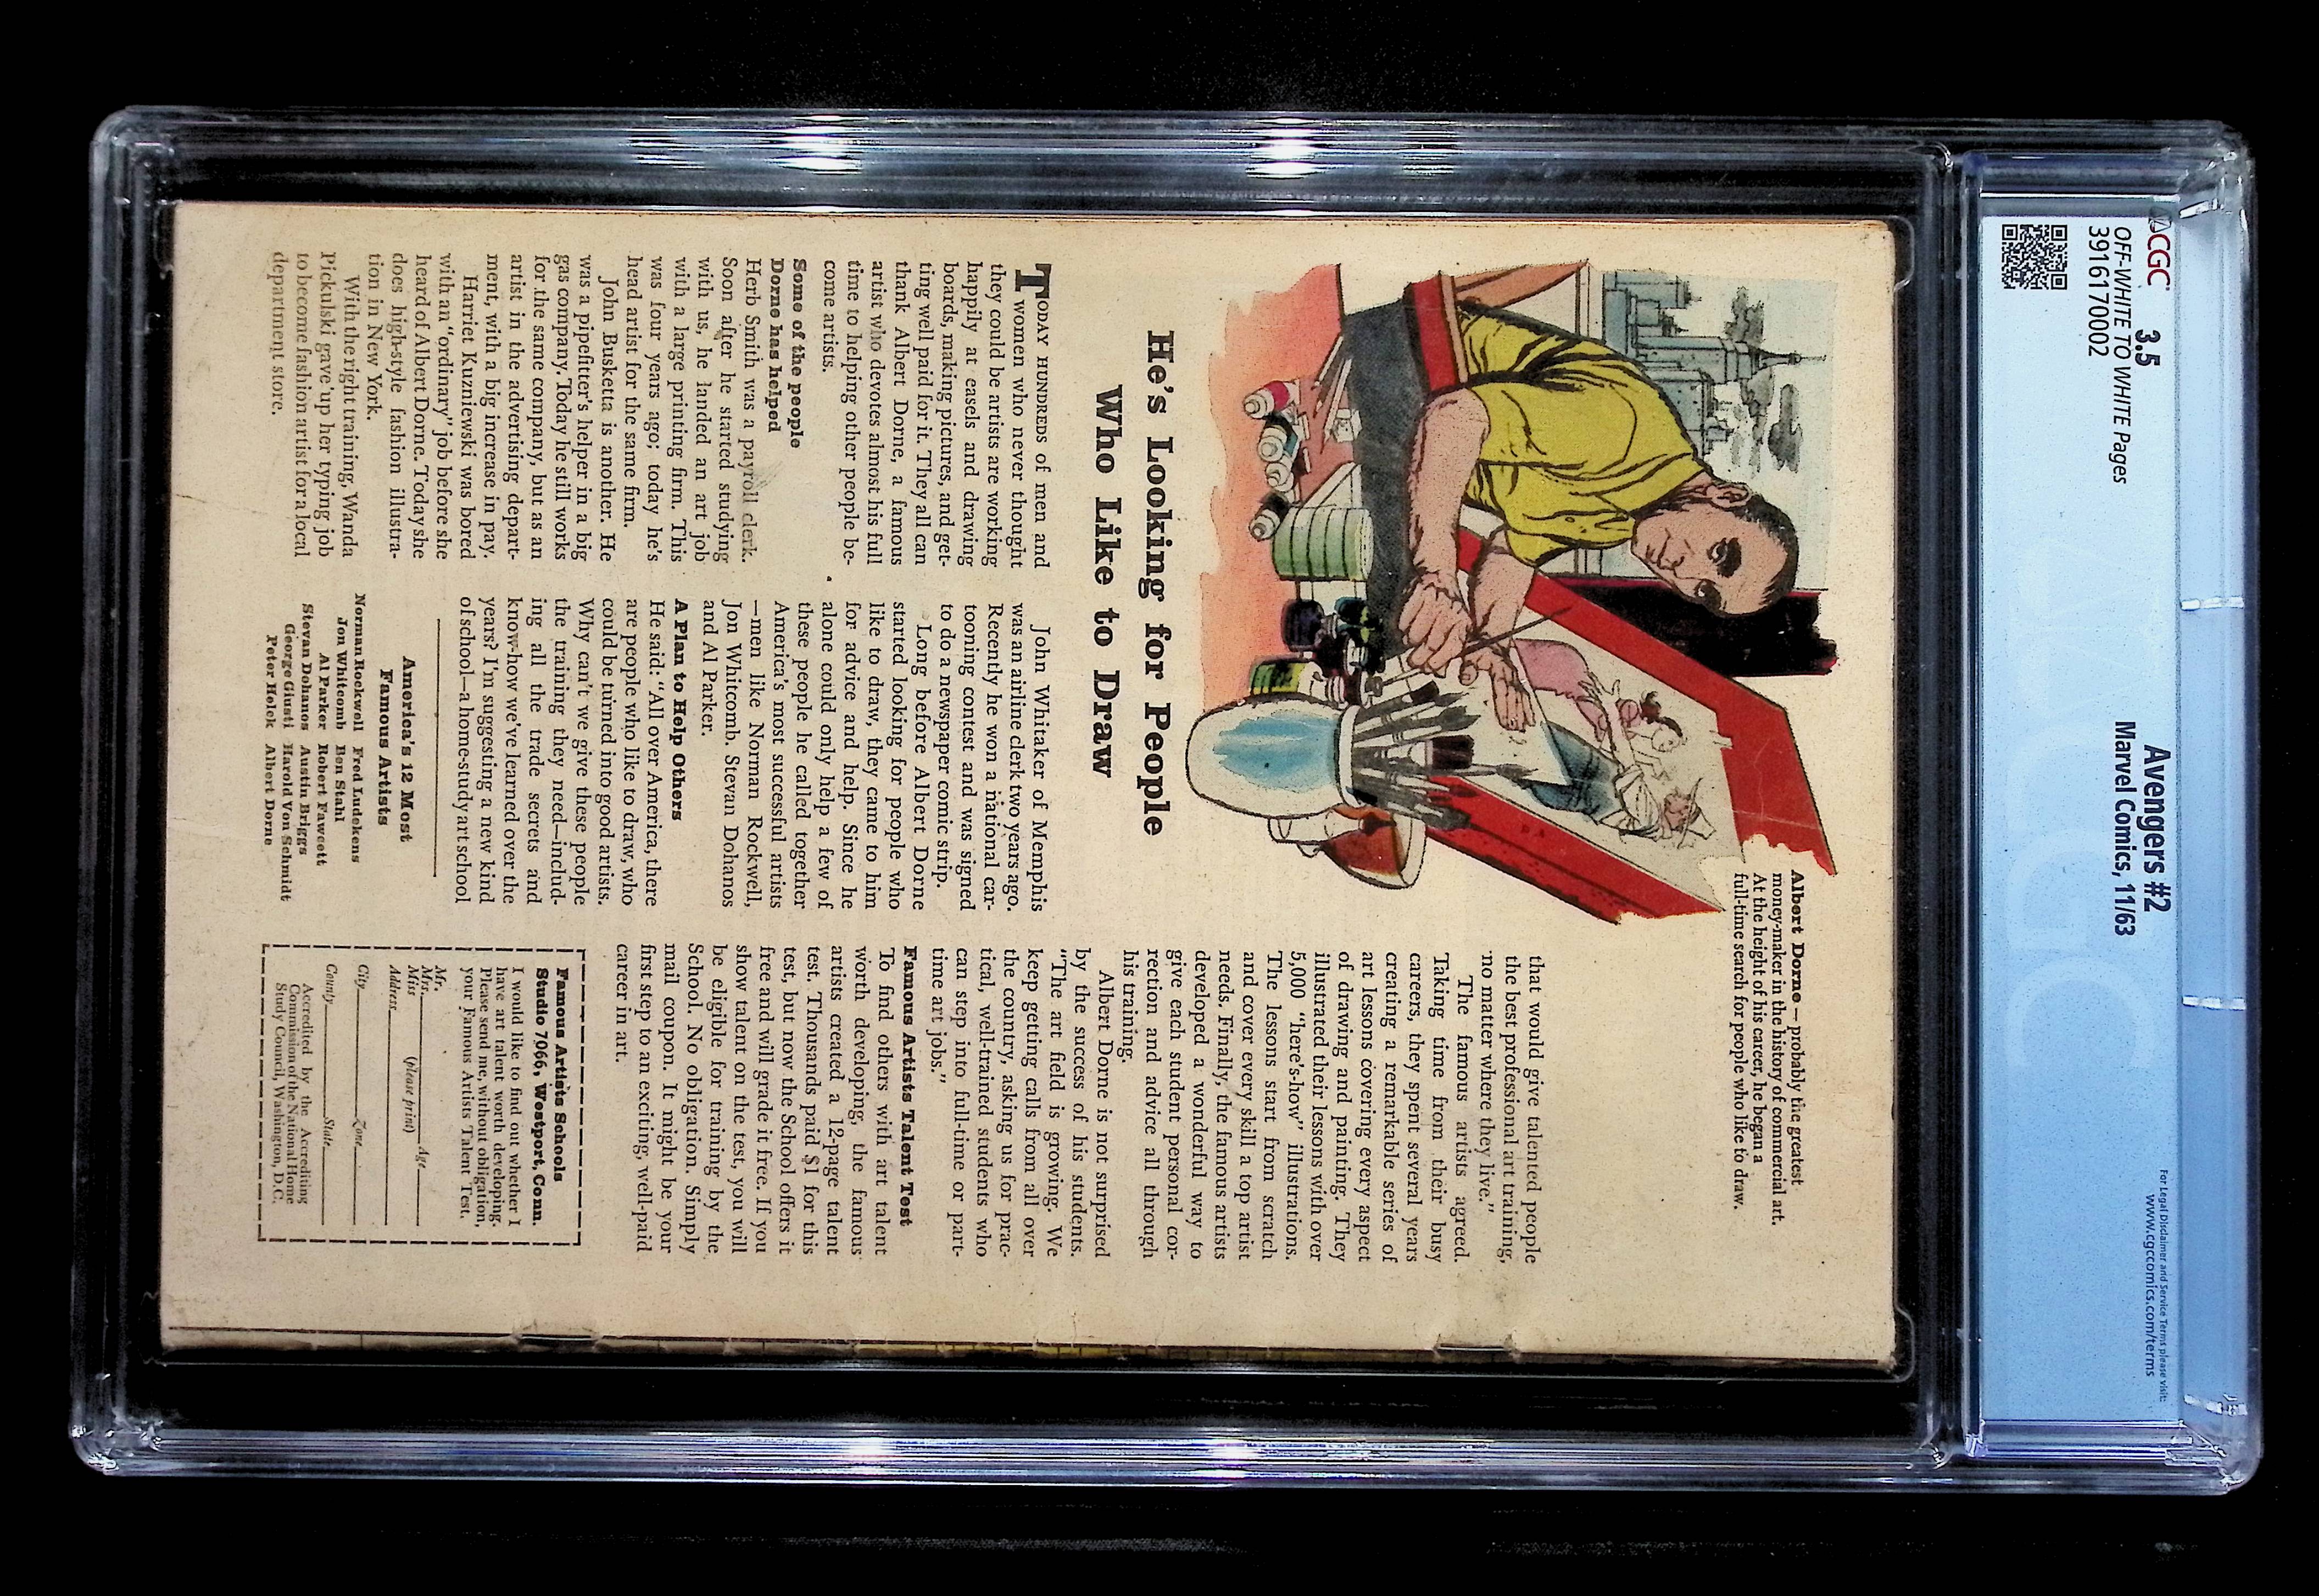 CGC
3.5
OFF-WHITE TO WHITE Pages
3916170002
Avengers #2
Marvel Comics, 11/63
For Legal Disclaimer and Service Terms please visit:
www.cgccomics.com/terms
Albert Dorne — probably the greatest
money-maker in the history of commercial art.
At the height of his career, he began a
full-time search for people who like to draw.
He's Looking for People
Who Like to Draw
TODAY HUNDREDS of men and
women who never thought
they could be artists are working
happily at easels and drawing
boards, making pictures, and get-
ting well paid for it. They all can
thank Albert Dorne, a famous
artist who devotes almost his full
time to helping other people be-
come artists.
Some of the people
Dorne has helped
Herb Smith was a payroll clerk.
Soon after he started studying
with us, he landed an art job
with a large printing firm. This
was four years ago; today he's
head artist for the same firm.
John Busketta is another. He
was a pipefitter's helper in a big
gas company. Today he still works
for the same company, but as an
artist in the advertising depart-
ment, with a big increase in pay.
Harriet Kuzniewski was bored
with an "ordinary" job before she
heard of Albert Dorne. Today she
does high-style fashion illustra-
tion in New York.
With the right training, Wanda
Pickulski gave up her typing job
to become fashion artist for a local
department store.
John Whitaker of Memphis
was an airline clerk two years ago.
Recently he won a national car-
tooning contest and was signed
to do a newspaper comic strip.
Long before Albert Dorne
started looking for people who
like to draw, they came to him
for advice and help. Since he
alone could only help a few of
these people he called together
America's most successful artists
—men like Norman Rockwell,
Jon Whitcomb, Stevan Dohanos
and Al Parker.
A Plan to Help Others
He said: "All over America, there
are people who like to draw, who
could be turned into good artists.
Why can't we give these people
the training they need—includ-
ing all the trade secrets and
know-how we've learned over the
years? I'm suggesting a new kind
of school—a home-study art school
America's 12 Most
Famous Artists
Norman Rockwell Fred Ludekens
Jon Whitcomb Ben Stahl
Al Parker Robert Fawcett
Stevan Dohanos Austin Briggs
George Giusti Harold Von Schmidt
Peter Helck Albert Dorne
that would give talented people
the best professional art training,
no matter where they live."
The famous artists agreed.
Taking time from their busy
careers, they spent several years
creating a remarkable series of
art lessons covering every aspect
of drawing and painting. They
illustrated their lessons with over
5,000 "here's-how" illustrations.
The lessons start from scratch
and cover every skill a top artist
needs. Finally, the famous artists
developed a wonderful way to
give each student personal cor-
rection and advice all through
his training.
Albert Dorne is not surprised
by the success of his students.
"The art field is growing. We
keep getting calls from all over
the country, asking us for prac-
tical, well-trained students who
can step into full-time or part-
time art jobs."
Famous Artists Talent Test
To find others with art talent
worth developing, the famous
artists created a 12-page talent
test. Thousands paid $1 for this
test, but now the School offers it
free and will grade it free. If you
show talent on the test, you will
be eligible for training by the
School. No obligation. Simply
mail coupon. It might be your
first step to an exciting, well-paid
career in art.
Famous Artists Schools
Studio 7066, Westport, Conn.
I would like to find out whether I
have art talent worth developing.
Please send me, without obligation,
your Famous Artists Talent Test.
Mr.
Mrs. Age
Miss (please print)
Address
City Zone
County State
Accredited by the Accrediting
Commission of the National Home
Study Council, Washington, D.C.